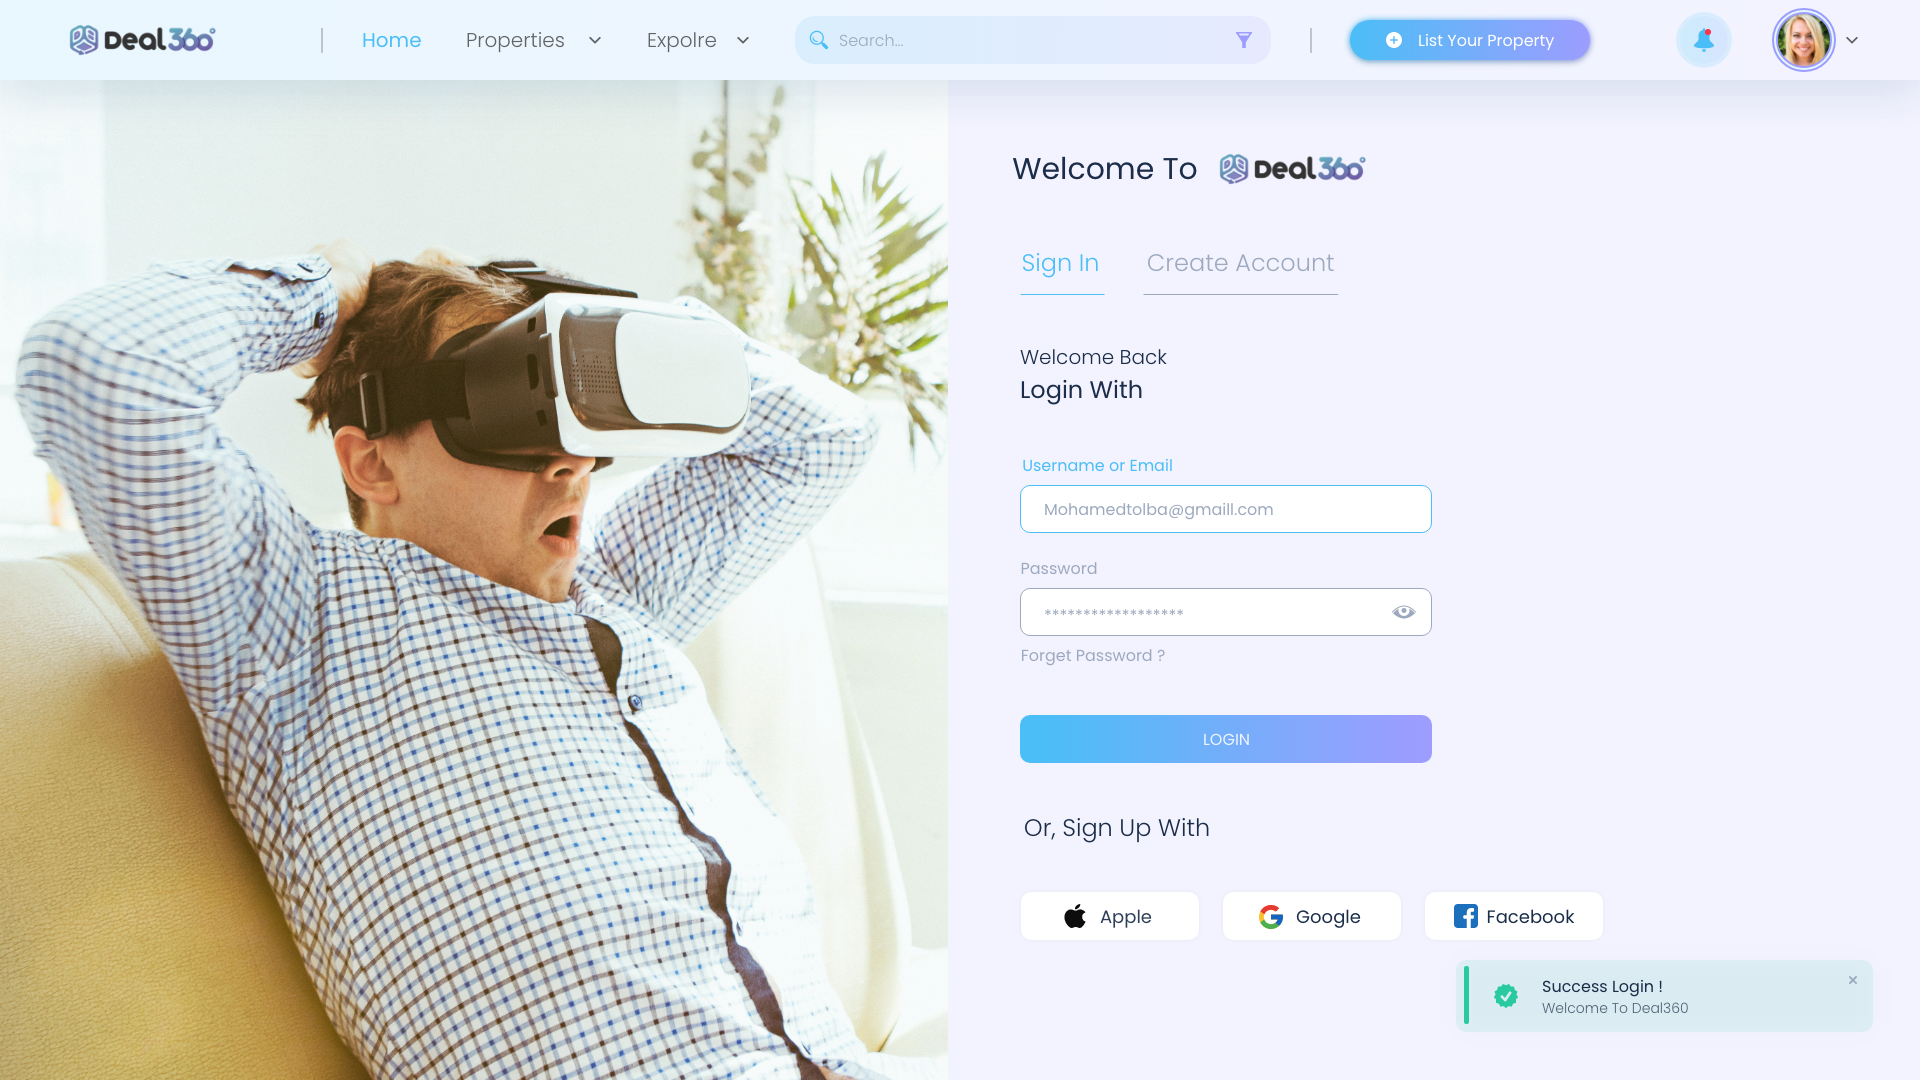 Deal360
Home
Properties
Expolre
Search...
List Your Property
Welcome To Deal360
Sign In
Create Account
Welcome Back
Login With
Username or Email
Mohamedtolba@gmaill.com
Password
******************
Forget Password ?
LOGIN
Or, Sign Up With
Apple
Google
Facebook
Success Login !
Welcome To Deal360